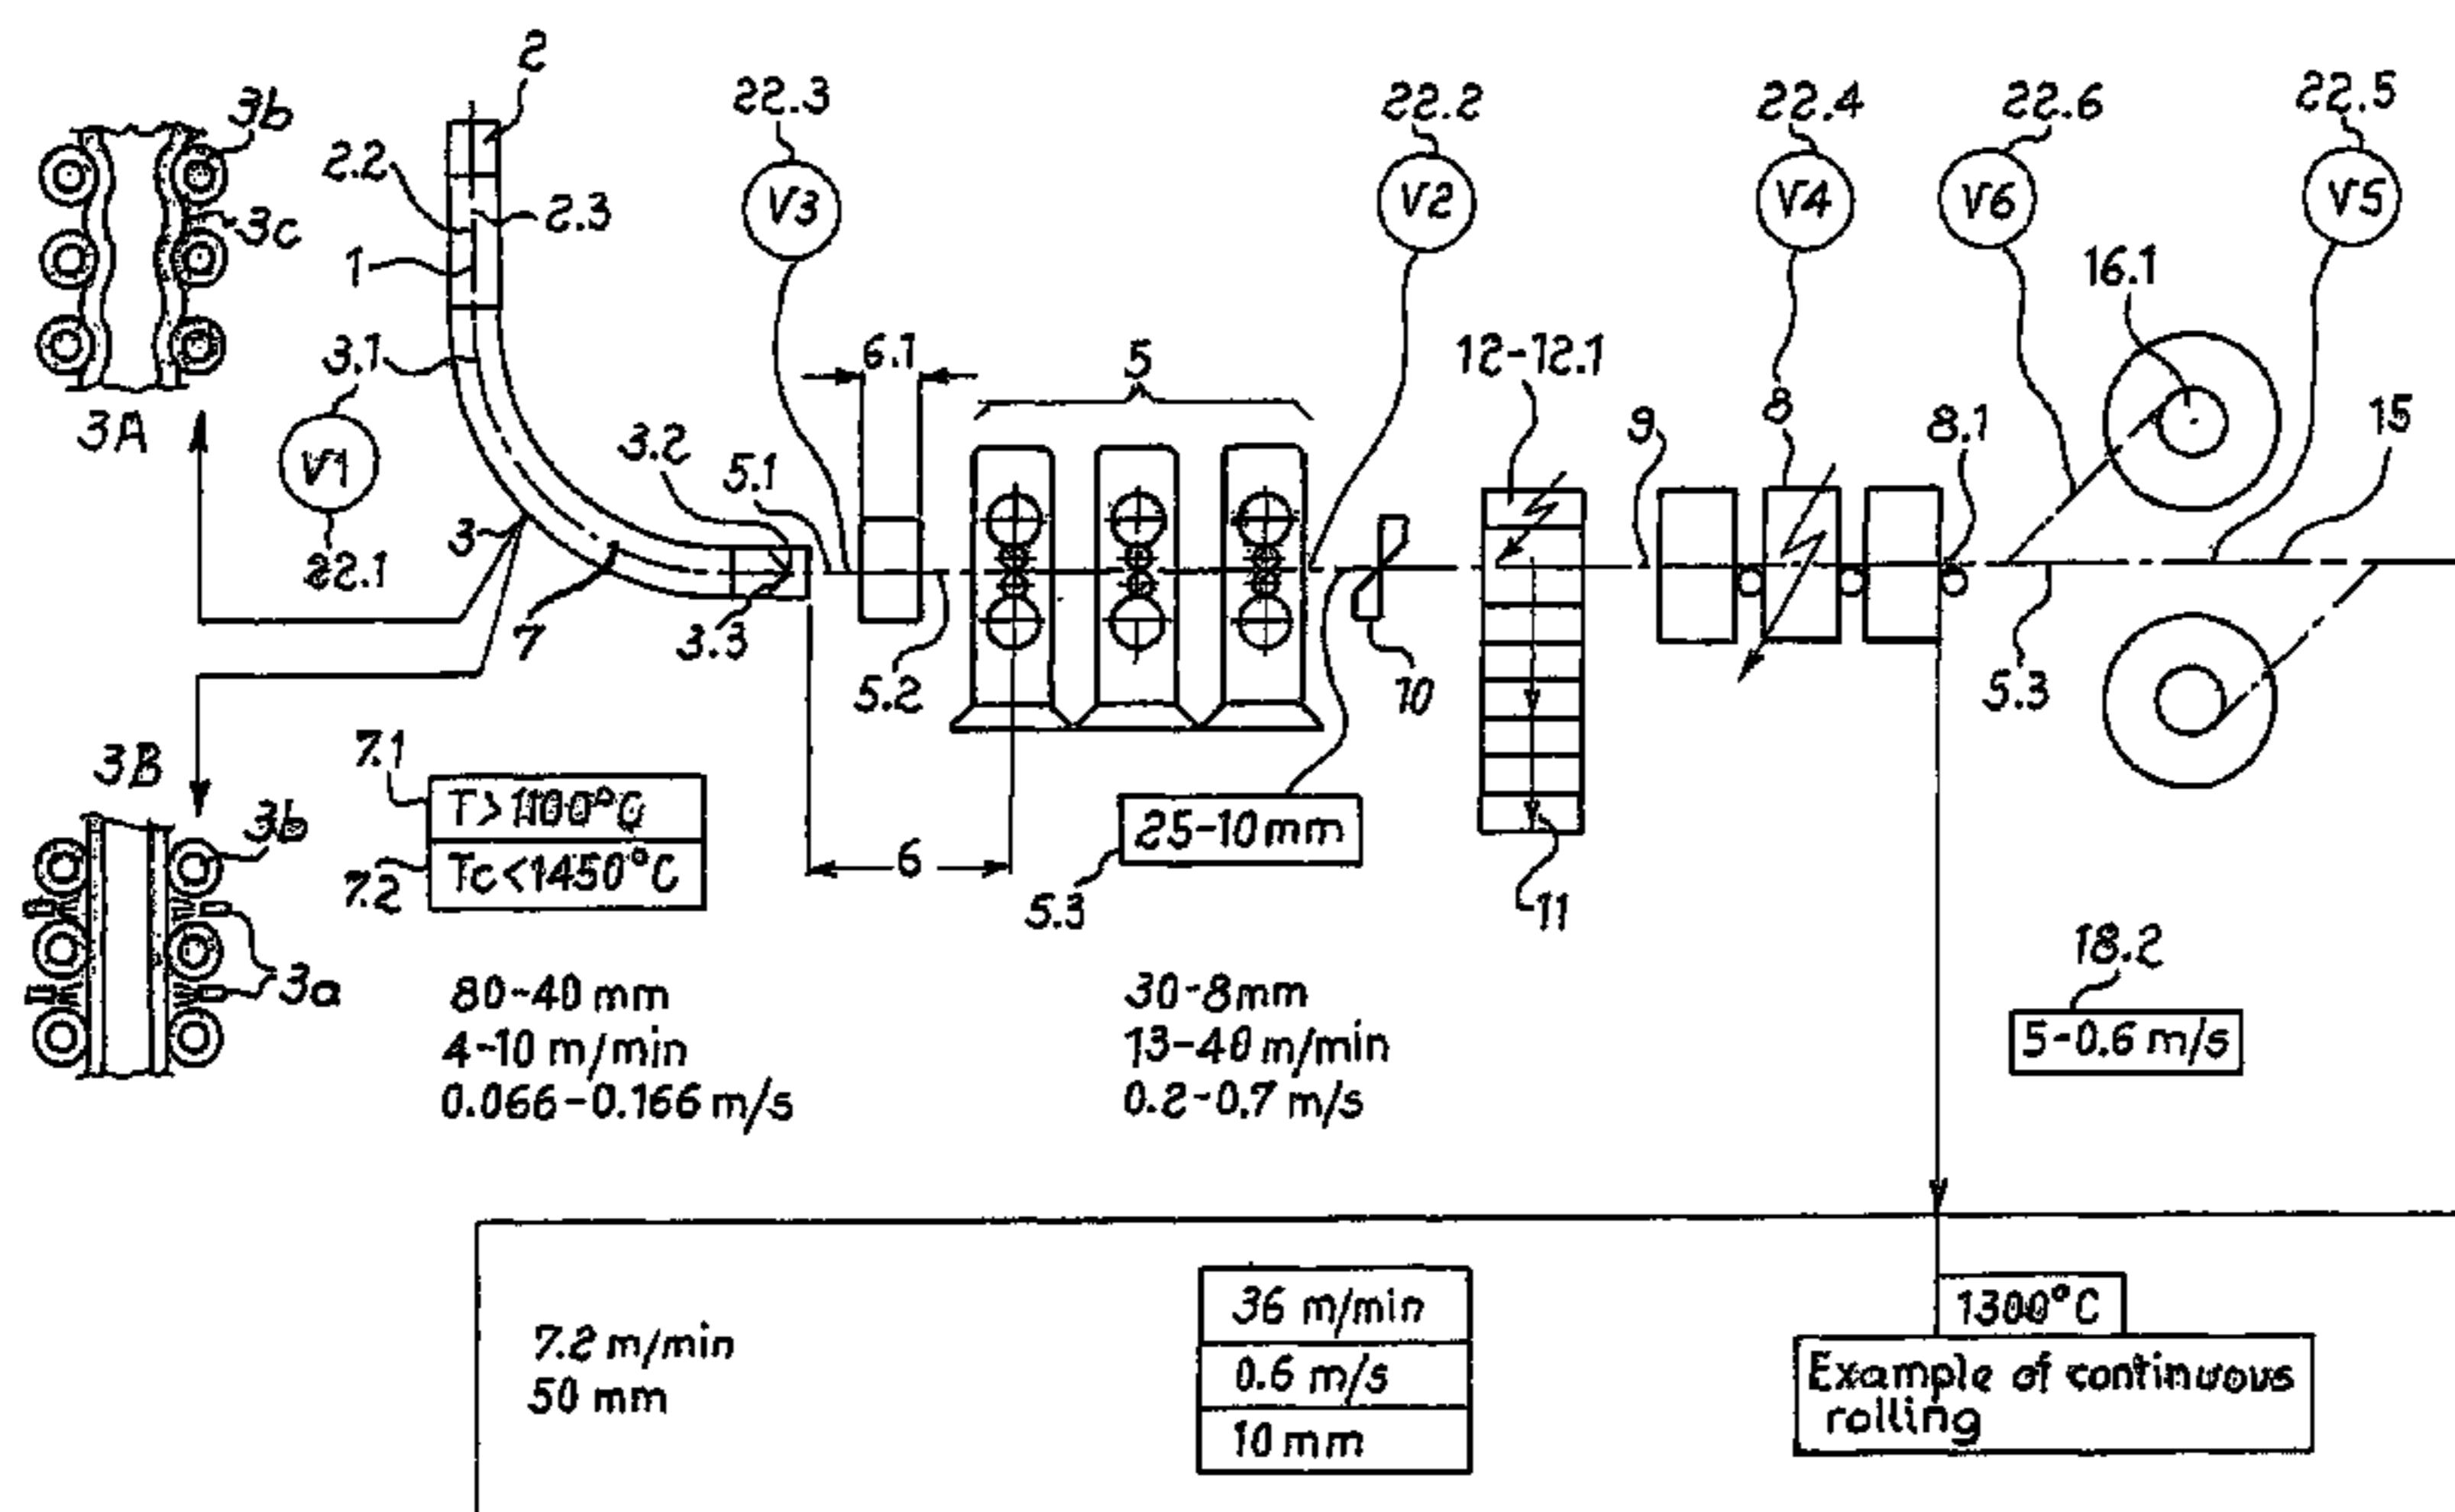 2
22.3
22.2
22.4
22.6
22.5
3b
2.2
V3
V2
V4
V6
V5
2.3
3c
1
16.1
3.1
6.1
5
12-12.1
8
15
3A
9
8.1
V1
3.2
5.1
3
22.1
7
3.3
5.2
10
5.3
7.1
3B
T>1100°C
25-10mm
3b
7.2
Tc<1450°C
6
5.3
11
18.2
3a
80-40 mm
30-8mm
5-0.6 m/s
4-10 m/min
13-40 m/min
0.066-0.166 m/s
0.2-0.7 m/s
36 m/min
1300°C
7.2 m/min
0.6 m/s
Example of continuous
50 mm
rolling
10 mm